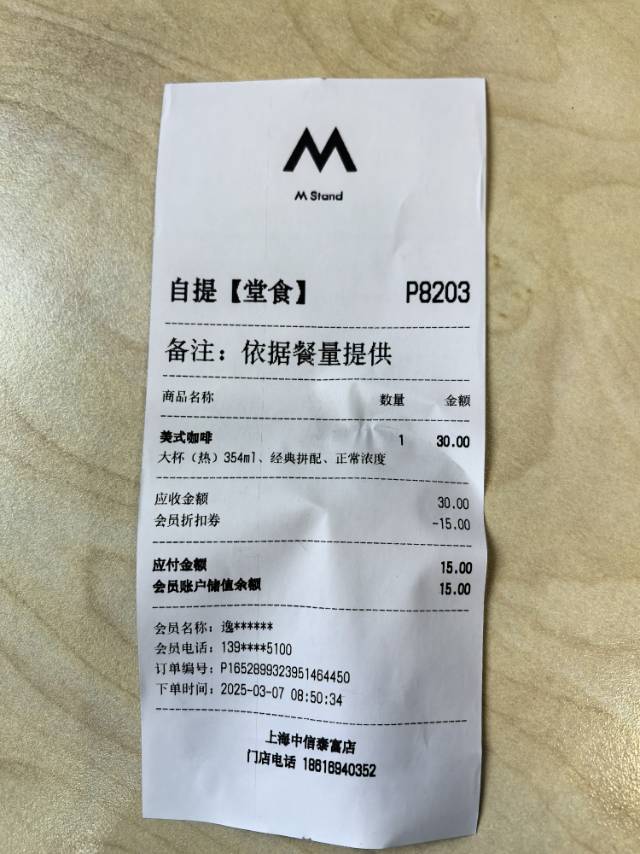 M Stand
自提【堂食】 P8203
备注：依据餐量提供
商品名称 数量 金额
美式咖啡 1 30.00
大杯（热）354ml、经典拼配、正常浓度
应收金额 30.00
会员折扣券 -15.00
应付金额 15.00
会员账户储值余额 15.00
会员名称：逸******
会员电话：139****5100
订单编号：P1652899323951464450
下单时间：2025-03-07 08:50:34
上海中信泰富店
门店电话 18616940352